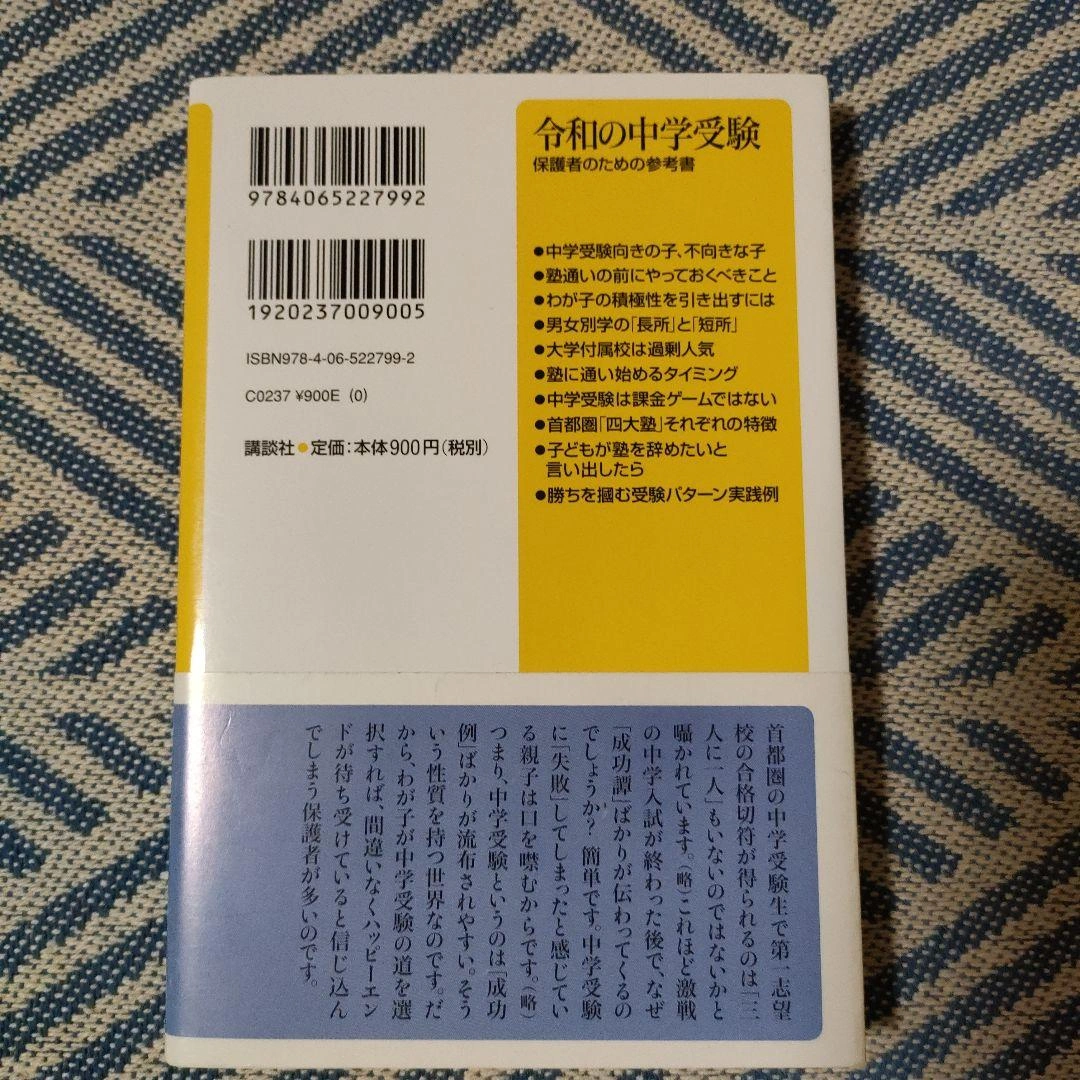 9784065227992
1920237009005
ISBN978-4-06-522799-2
C0237 ¥900E (0)
講談社●定価:本体900円(税別)
令和の中学受験
保護者のための参考書
●中学受験向きの子、不向きな子
●塾通いの前にやっておくべきこと
●わが子の積極性を引き出すには
●男女別学の「長所」と「短所」
●大学付属校は過剰人気
●塾に通い始めるタイミング
●中学受験は課金ゲームではない
●首都圏「四大塾」それぞれの特徴
●子どもが塾を辞めたいと
言い出したら
●勝ちを摑む受験パターン実践例
首都圏の中学受験生で第一志望
校の合格切符が得られるのは「三
人に一人」もいないのではないかと
囁かれています。(略)これほど激戦
の中学入試が終わった後で、なぜ
「成功譚」ばかりが伝わってくるの
でしょうか? 簡単です。中学受験
に「失敗」してしまったと感じてい
る親子は口を噤むからです。(略)
つまり、中学受験というのは「成功
例」ばかりが流布されやすい。そう
いう性質を持つ世界なのです。だ
から、わが子が中学受験の道を選
択すれば、間違いなくハッピーエン
ドが待ち受けていると信じ込ん
でしまう保護者が多いのです。